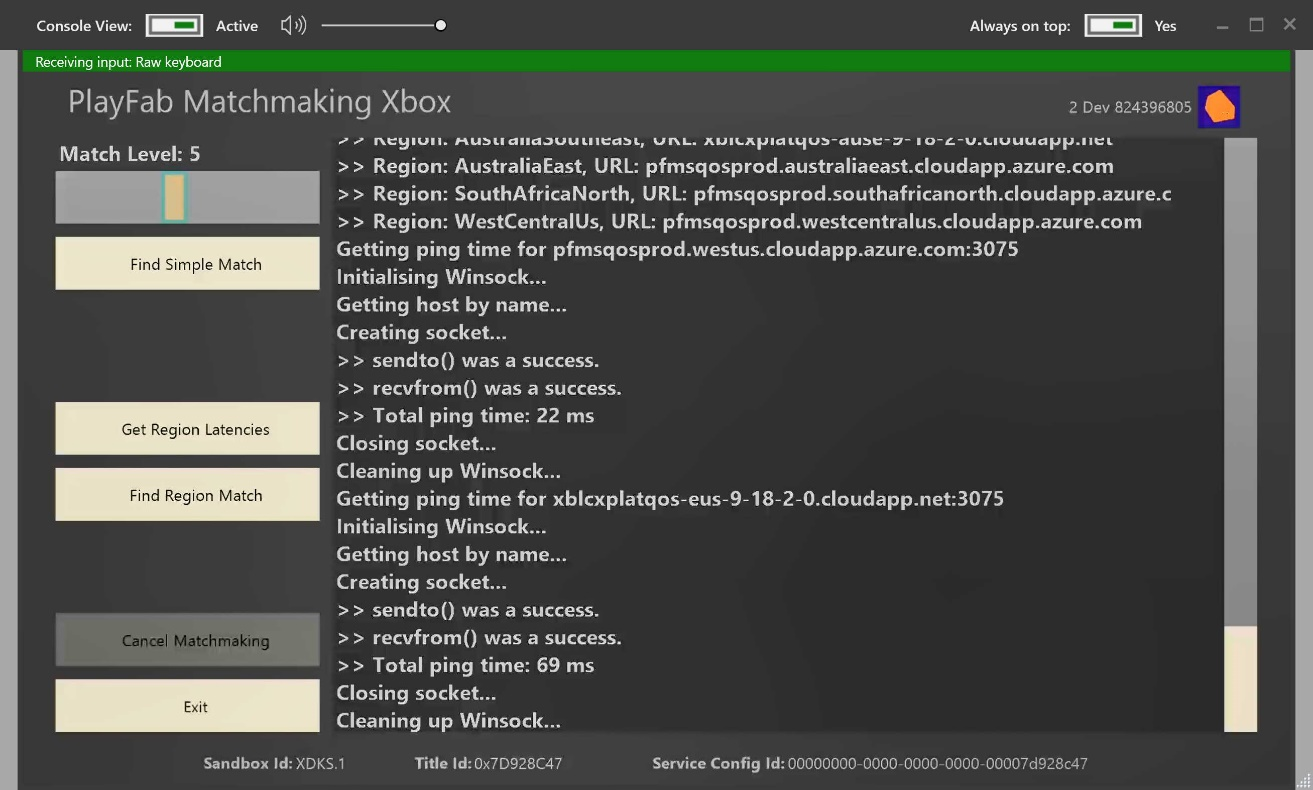 Console View: Active Always on top: Yes
Receiving input: Raw keyboard
PlayFab Matchmaking Xbox
2 Dev 824396805
Match Level: 5
Find Simple Match
Get Region Latencies
Find Region Match
Cancel Matchmaking
Exit
>> Region: AustraliaSoutheast, URL: xblcxplatqos-ause-9-18-2-0.cloudapp.net
>> Region: AustraliaEast, URL: pfmsqosprod.australiaeast.cloudapp.azure.com
>> Region: SouthAfricaNorth, URL: pfmsqosprod.southafricanorth.cloudapp.azure.c
>> Region: WestCentralUs, URL: pfmsqosprod.westcentralus.cloudapp.azure.com
Getting ping time for pfmsqosprod.westus.cloudapp.azure.com:3075
Initialising Winsock...
Getting host by name...
Creating socket...
>> sendto() was a success.
>> recvfrom() was a success.
>> Total ping time: 22 ms
Closing socket...
Cleaning up Winsock...
Getting ping time for xblcxplatqos-eus-9-18-2-0.cloudapp.net:3075
Initialising Winsock...
Getting host by name...
Creating socket...
>> sendto() was a success.
>> recvfrom() was a success.
>> Total ping time: 69 ms
Closing socket...
Cleaning up Winsock...
Sandbox Id: XDKS.1 Title Id: 0x7D928C47 Service Config Id: 00000000-0000-0000-0000-00007d928c47